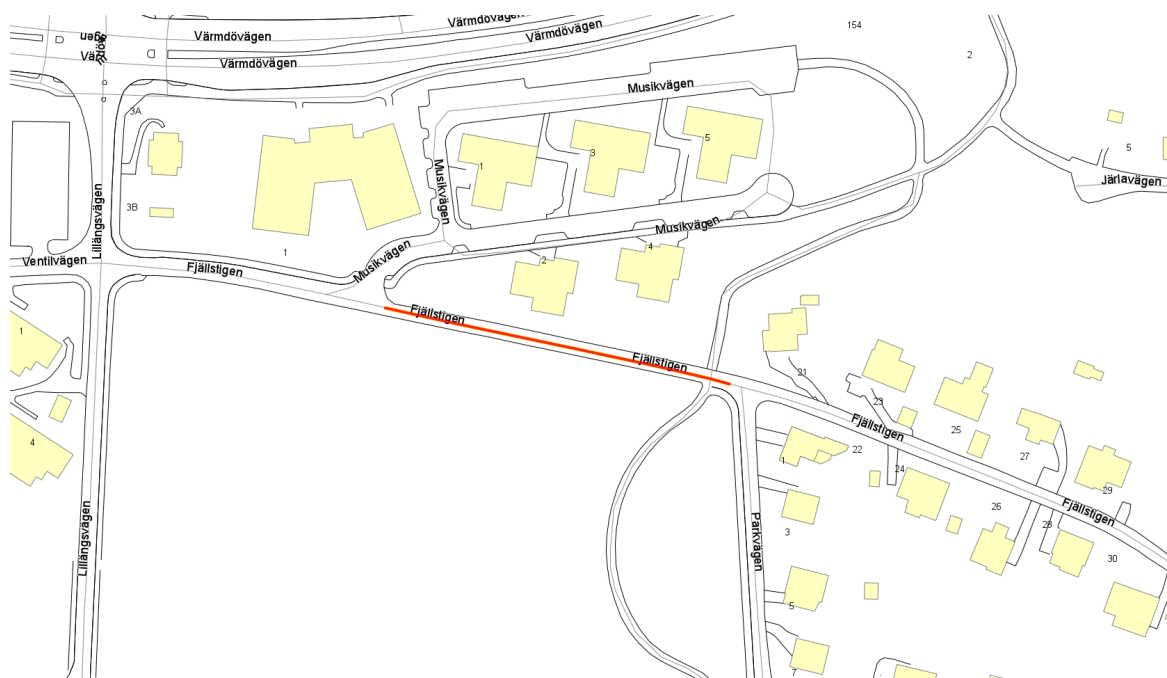 Värmdövägen
154
Värmdövägen
Värmdövägen
Värmdövägen
2
Musikvägen
3A
5
3
5
1
Järlavägen
Musikvägen
3B
Lillängsvägen
Musikvägen
4
Musikvägen
1
2
Ventilvägen
Fjällstigen
Fjällstigen
1
Fjällstigen
21
23
Fjällstigen
25
4
22
27
1
24
29
26
Fjällstigen
28
3
Parkvägen
Lillängsvägen
30
5
7